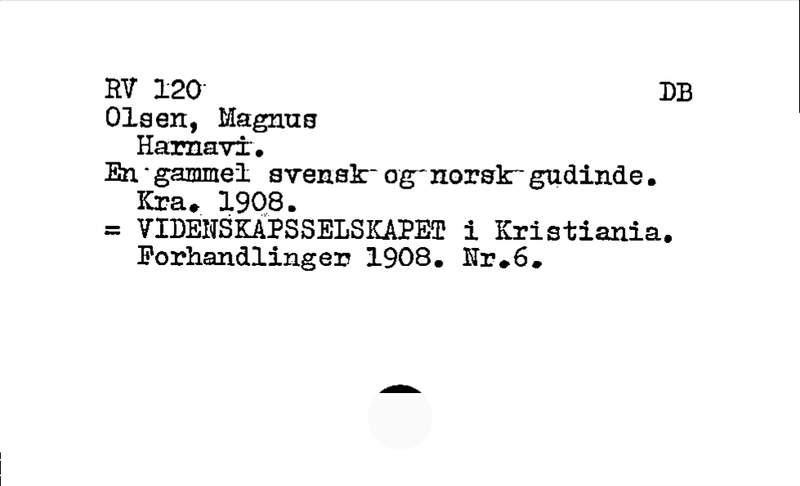 RV 120 DB
Olsen, Magnus
Harnavi.
En gammel svensk og norsk gudinde.
Kra. 1908.
= VIDENSKAPSSELSKAPET i Kristiania.
Forhandlinger 1908. Nr.6.